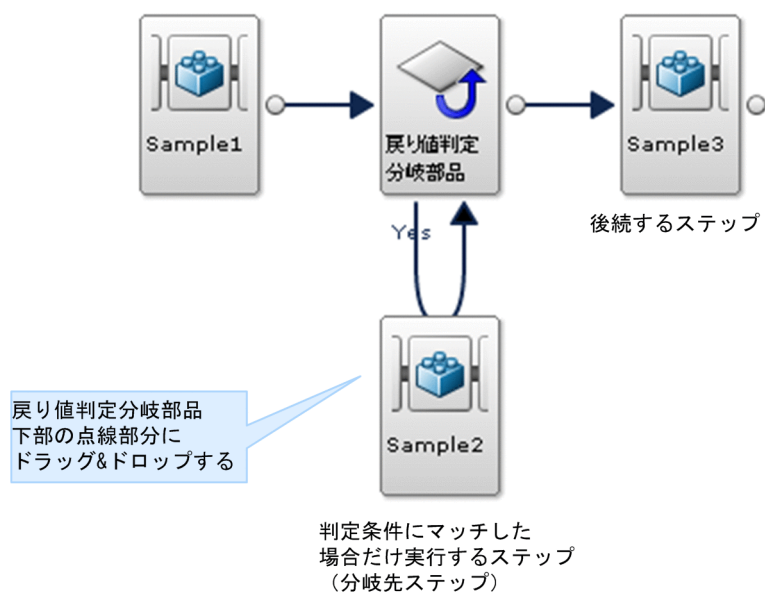 Sample1
戻り値判定
分岐部品
Sample3
後続するステップ
Yes
Sample2
戻り値判定分岐部品
下部の点線部分に
ドラッグ&ドロップする
判定条件にマッチした
場合だけ実行するステップ
（分岐先ステップ）